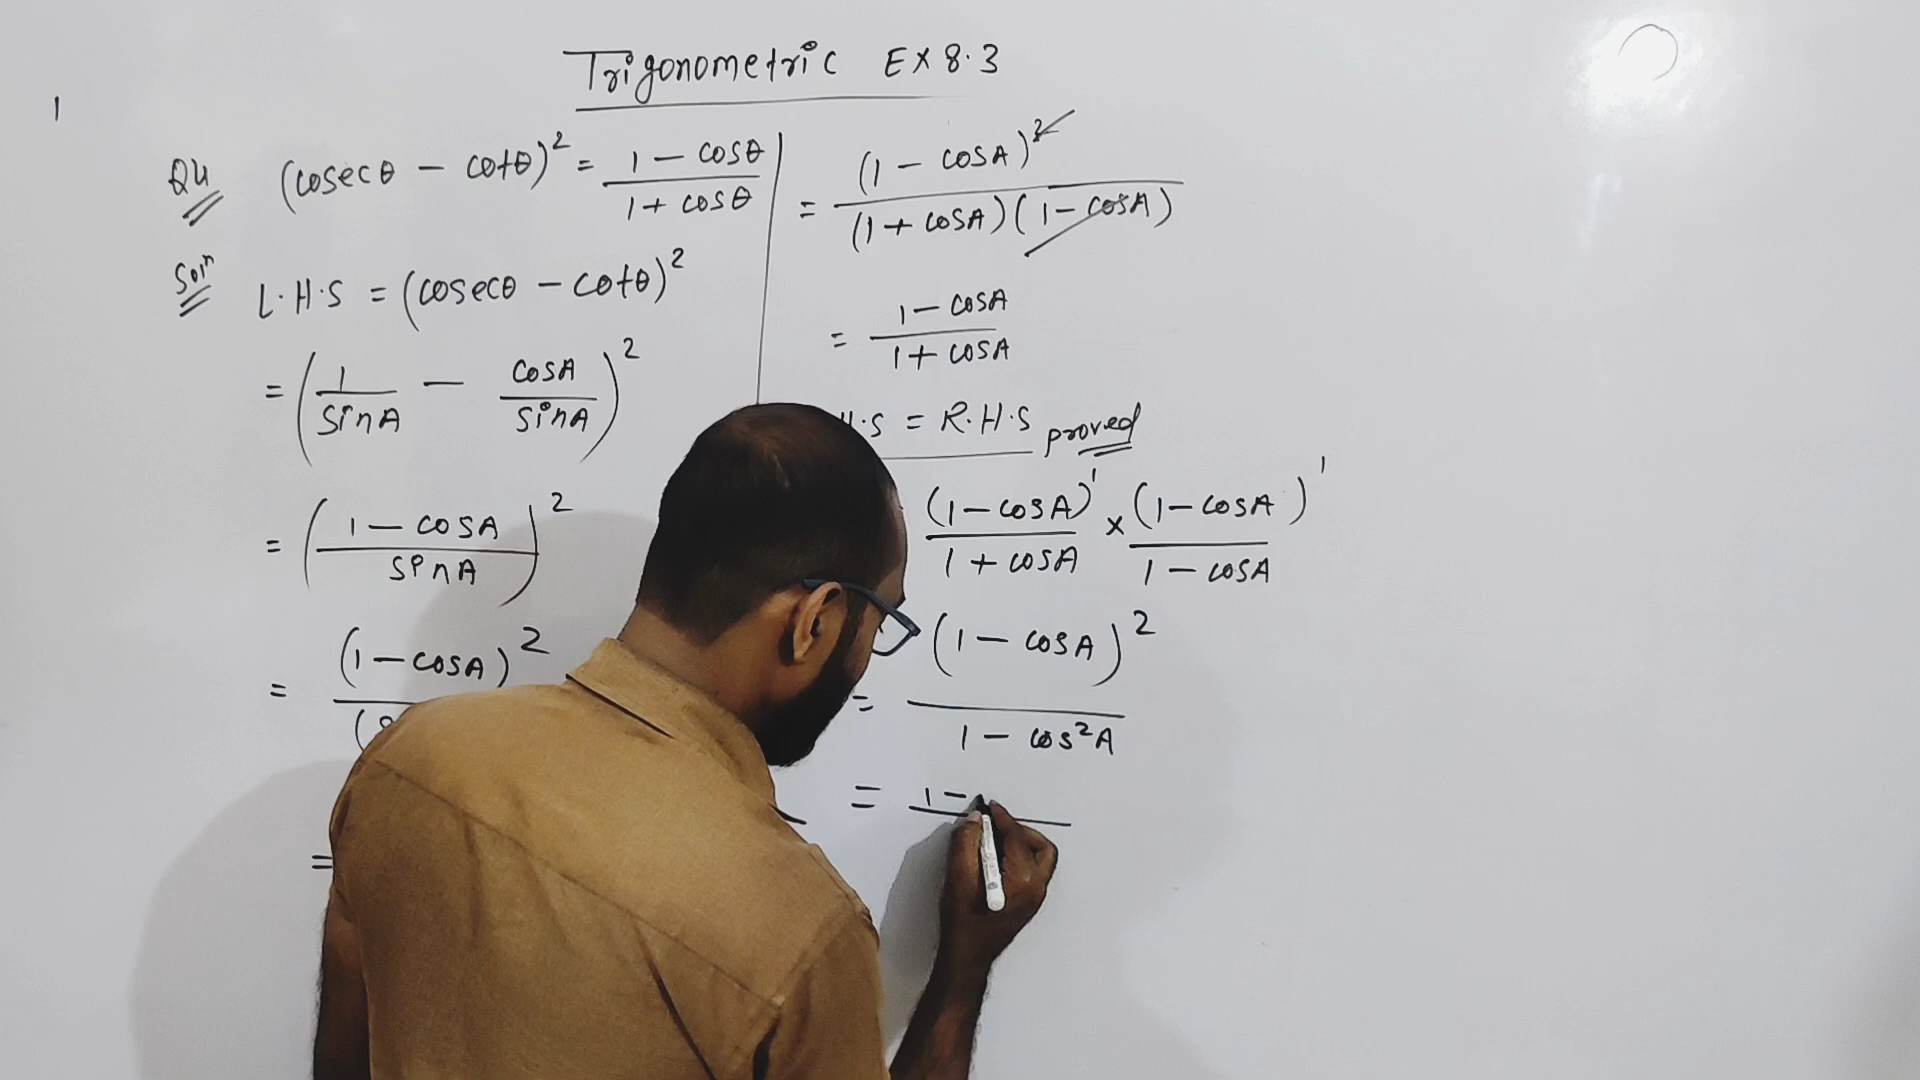 Trigonometric EX 8.3
Q4 (cosecθ - cotθ)² = 1 - cosθ / 1 + cosθ
Soln L.H.S = (cosecθ - cotθ)²
= (1/SinA - CosA/SinA)²
= (1 - COSA / SinA)²
= (1 - COSA)²
=
= (1 - COSA)² / (1 + COSA)(1 - COSA)
= 1 - COSA / 1 + COSA
H.S = R.H.S proved
(1 - COSA)¹ / 1 + COSA × (1 - COSA)¹ / 1 - COSA
= (1 - COSA)² / 1 - cos²A
= 1 -